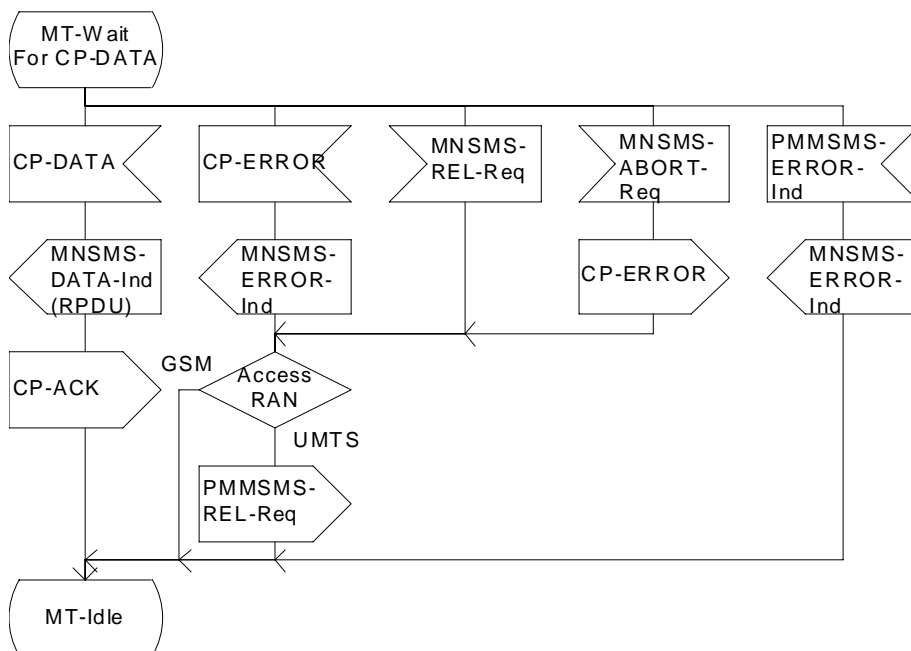 MT-Wait
For CP-DATA
CP-DATA
CP-ERROR
MNSMS-
REL-Req
MNSMS-
ABORT-
Req
PMMSMS-
ERROR-
Ind
MNSMS-
DATA-Ind
(RPDU)
MNSMS-
ERROR-
Ind
CP-ERROR
MNSMS-
ERROR-
Ind
CP-ACK
GSM
Access
RAN
UMTS
PMMSMS-
REL-Req
MT-Idle